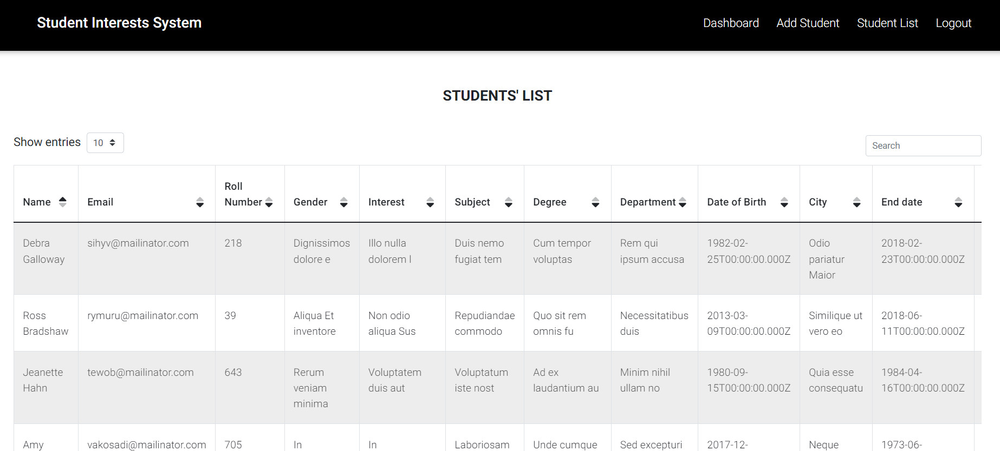 Student Interests System
Dashboard Add Student Student List Logout
STUDENTS' LIST
Show entries 10
Search
Name Email Roll Number Gender Interest Subject Degree Department Date of Birth City End date
Debra Galloway sihyv@mailinator.com 218 Dignissimos dolore e Illo nulla dolorem l Duis nemo fugiat tem Cum tempor voluptas Rem qui ipsum accusa 1982-02-25T00:00:00.000Z Odio pariatur Maior 2018-02-23T00:00:00.000Z
Ross Bradshaw rymuru@mailinator.com 39 Aliqua Et inventore Non odio aliqua Sus Repudiandae commodo Quo sit rem omnis fu Necessitatibus duis 2013-03-09T00:00:00.000Z Similique ut vero eo 2018-06-11T00:00:00.000Z
Jeanette Hahn tewob@mailinator.com 643 Rerum veniam minima Voluptatem duis aut Voluptatum iste nost Ad ex laudantium au Minim nihil ullam no 1980-09-15T00:00:00.000Z Quia esse consequatu 1984-04-16T00:00:00.000Z
Amy vakosadi@mailinator.com 705 In In Laboriosam Unde cumque Sed excepturi 2017-12- Neque 1973-06-